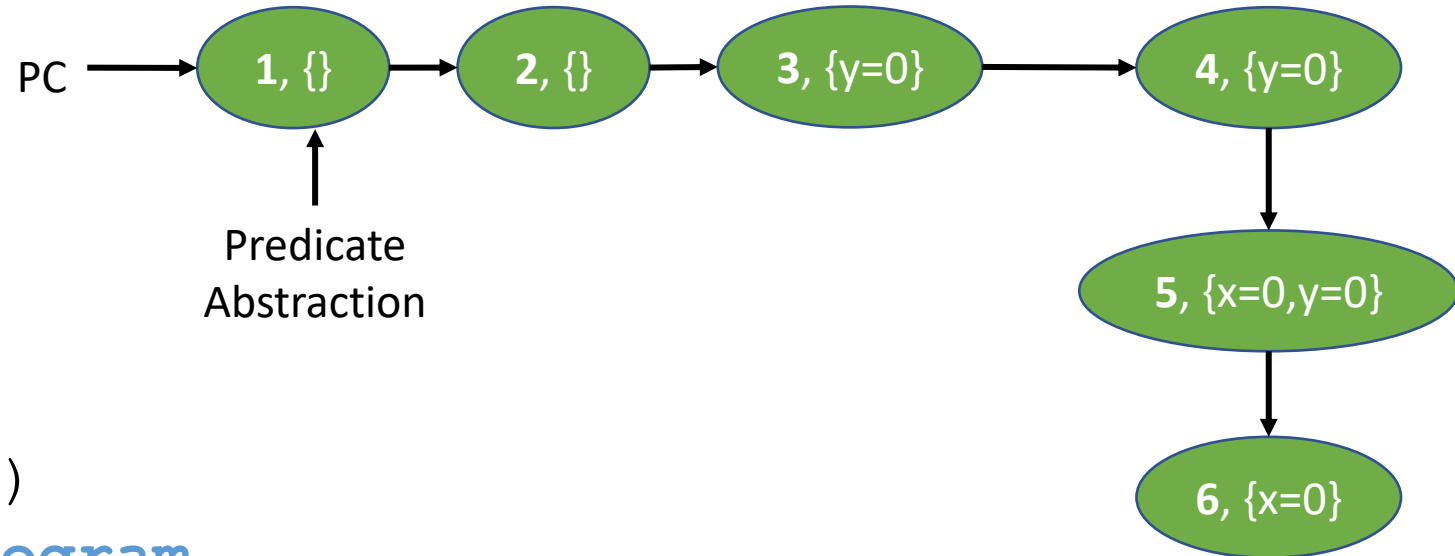 PC
1, {}
2, {}
3, {y=0}
4, {y=0}
Predicate
Abstraction
5, {x=0,y=0}
)
6, {x=0}